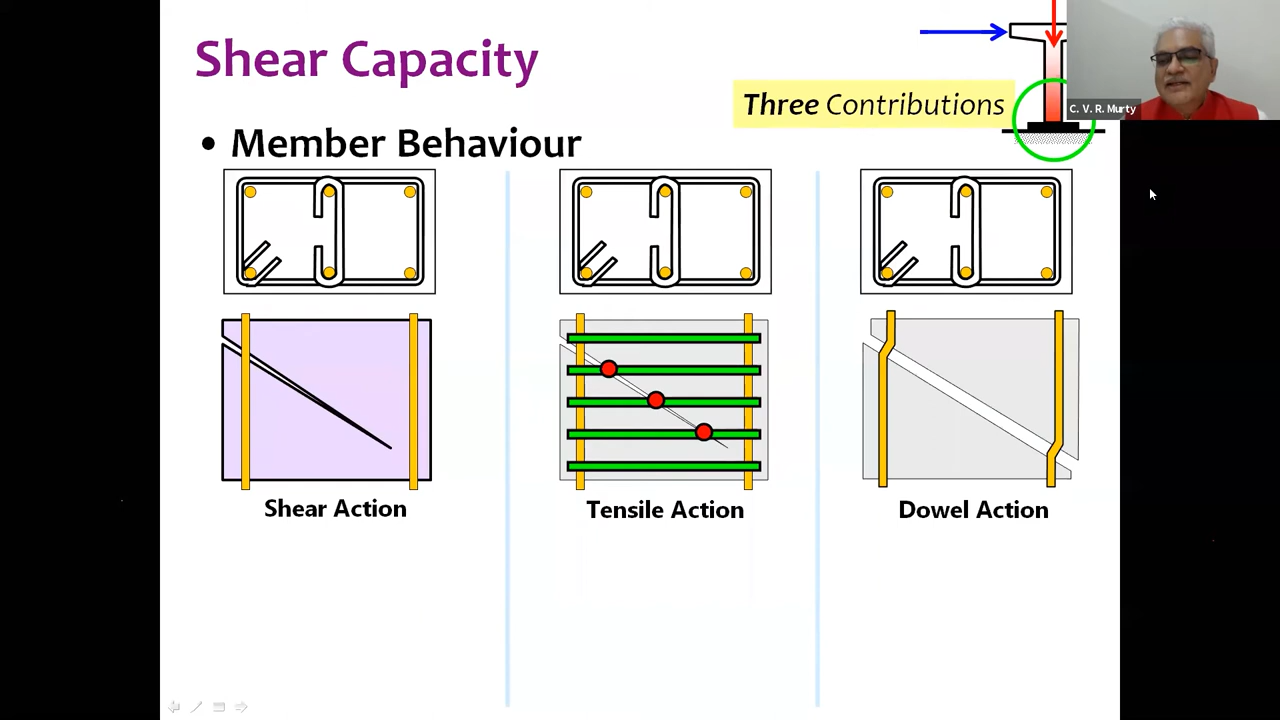 Shear Capacity
Three Contributions
C. V. R. Murty
• Member Behaviour
Shear Action
Tensile Action
Dowel Action